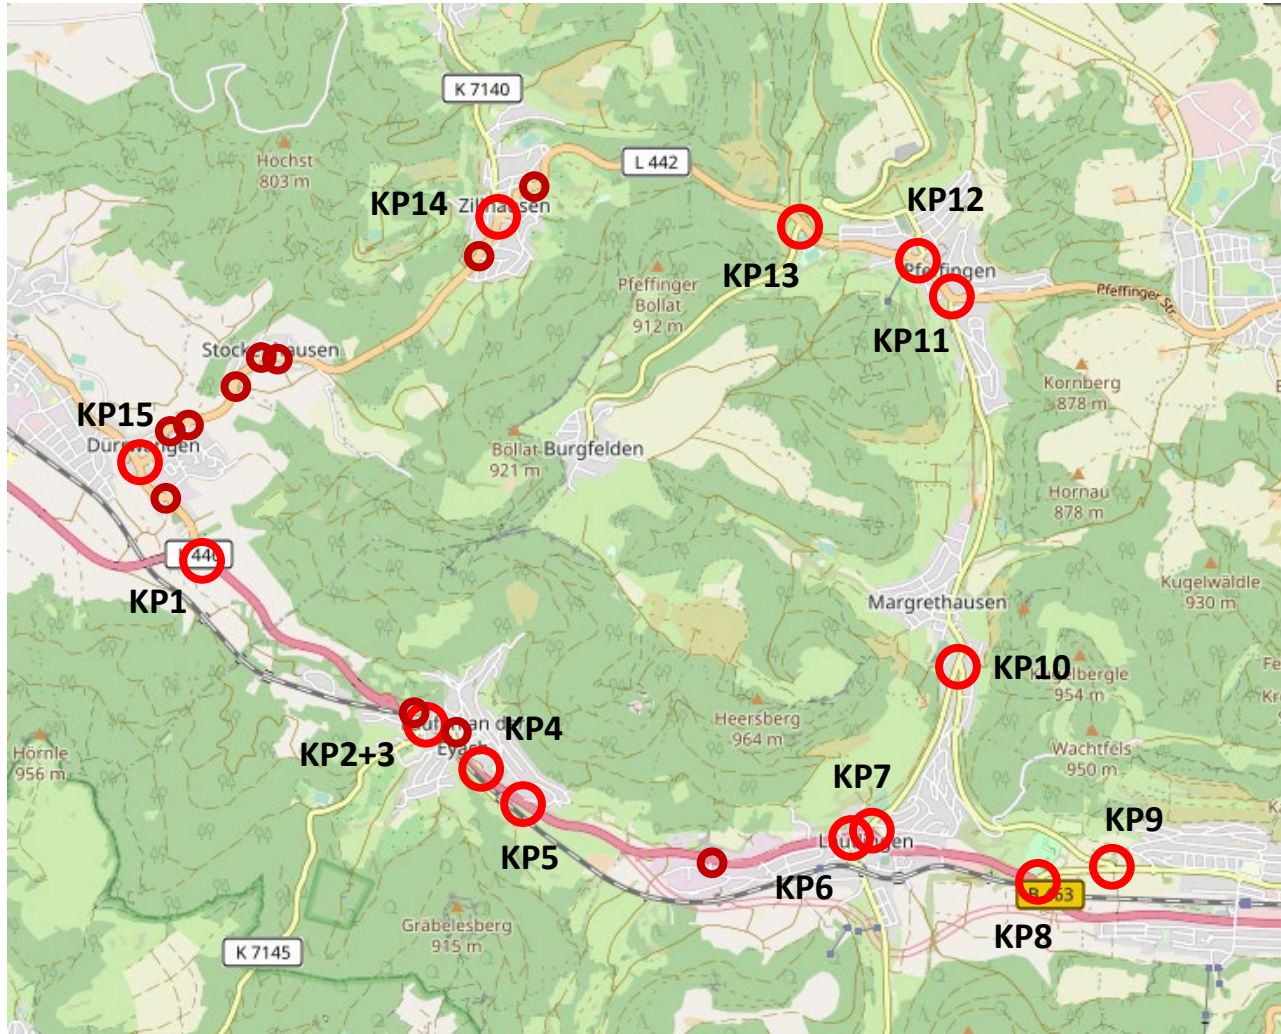 K 7140
Hochst
803 m
L 442
KP14
KP12
Pfeffingen
KP13
Pfeffinger
Böllat
912 m
Pfeffinger Str.
KP11
Kornberg
878 m
KP15
Böllat
921 m
Burgfelden
Hornau
878 m
KP1
Kugelwäldle
930 m
Margrethausen
KP10
954 m
Heersberg
964 m
Wachtfels
950 m
Hörnle
956 m
KP2+3
KP4
KP7
KP9
KP5
KP6
KP8
Gräbelesberg
915 m
K 7145